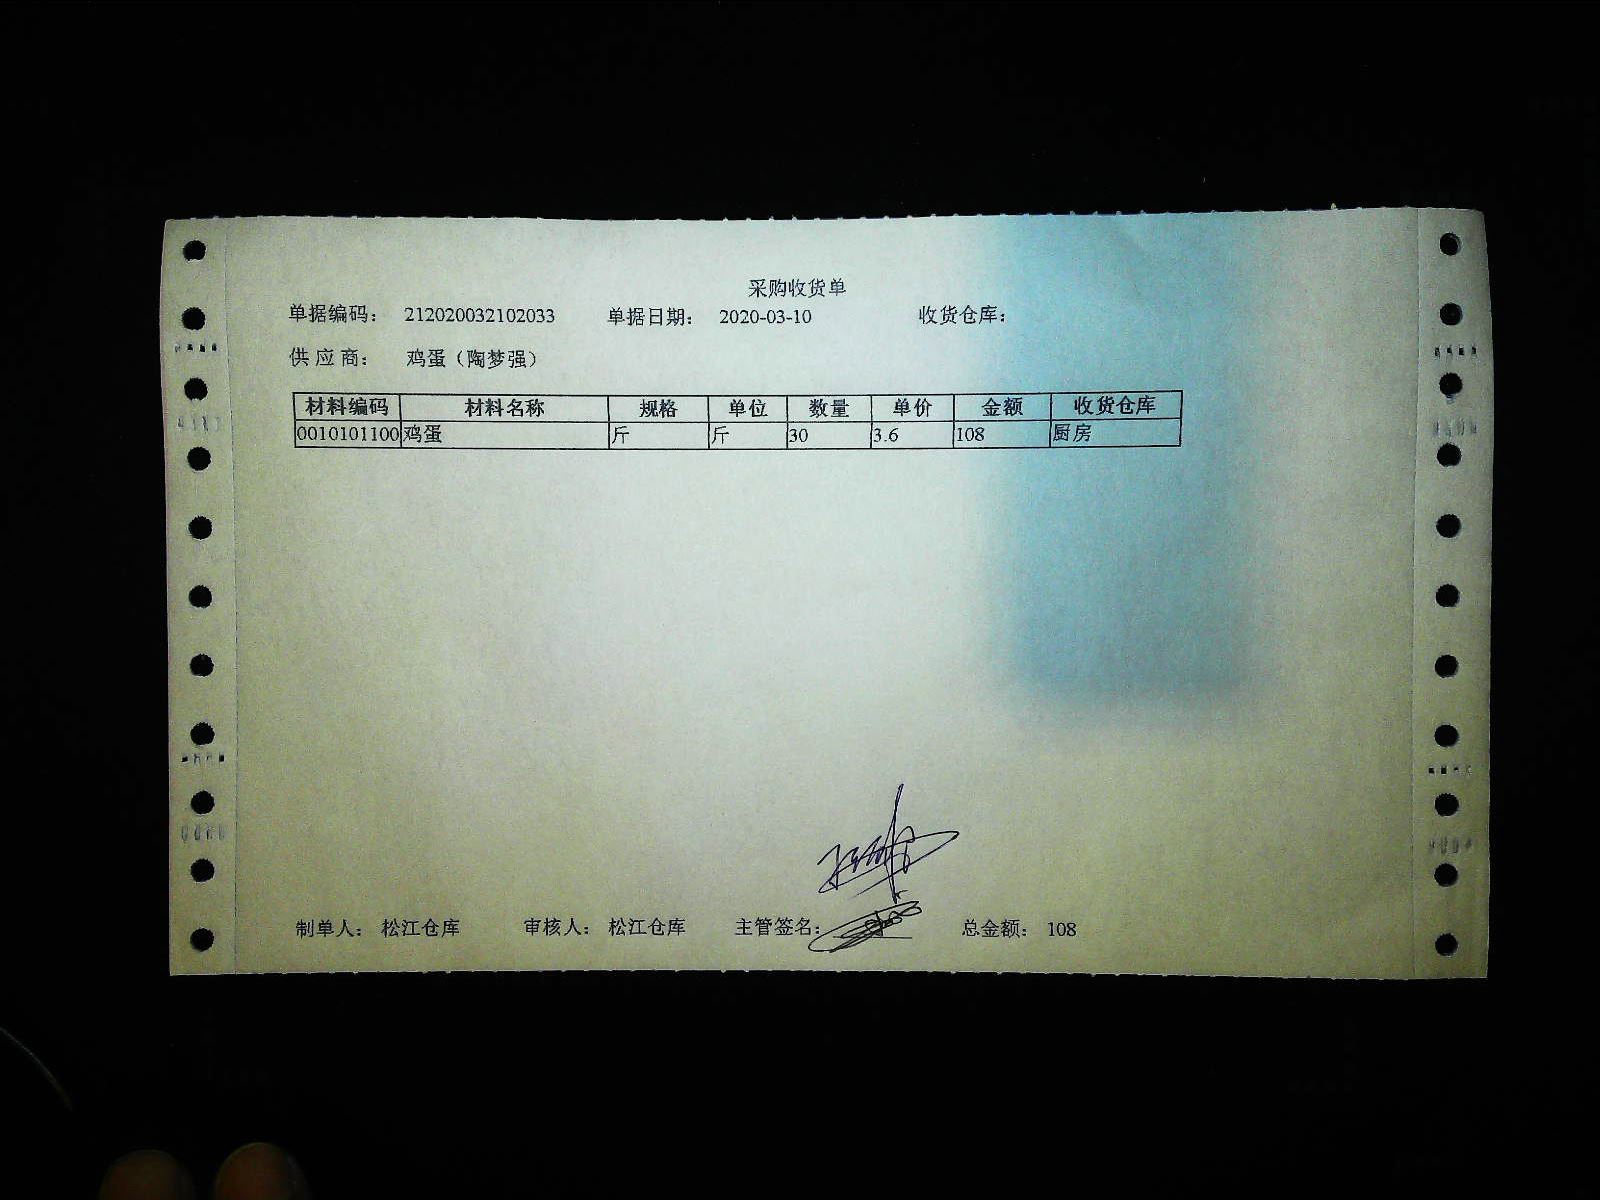 采购收货单
单据编码： 212020032102033 单据日期： 2020-03-10 收货仓库：
供 应 商： 鸡蛋（陶梦强）
材料编码 材料名称 规格 单位 数量 单价 金额 收货仓库
0010101100 鸡蛋 斤 斤 30 3.6 108 厨房
制单人： 松江仓库 审核人： 松江仓库 主管签名： 总金额： 108